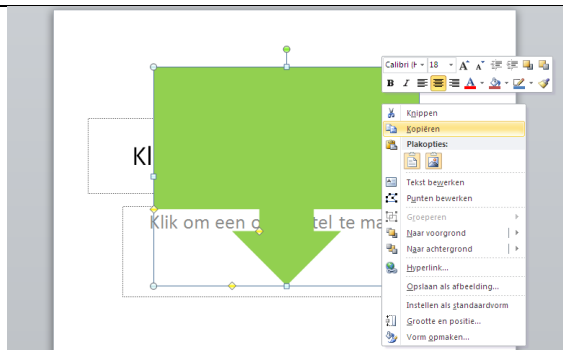 Calibri (H
18
A
A
B I
A
Knippen
Kopiëren
Plakopties:
Tekst bewerken
Punten bewerken
Groeperen
Naar voorgrond
Naar achtergrond
Hyperlink...
Opslaan als afbeelding...
Instellen als standaardvorm
Grootte en positie...
Vorm opmaken...
Kl
Klik om een o
tel te ma